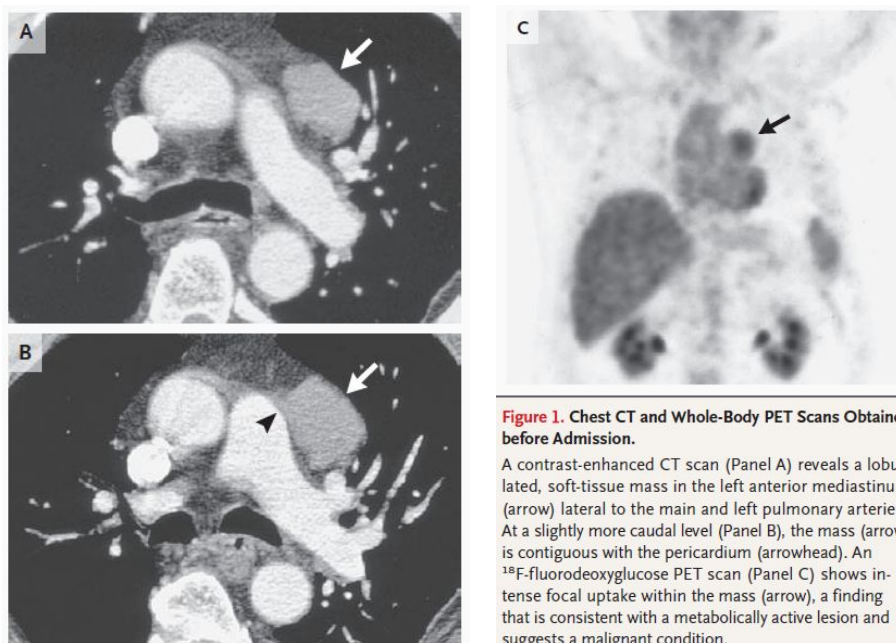 A
B
C
Figure 1. Chest CT and Whole-Body PET Scans Obtaine
before Admission.
A contrast-enhanced CT scan (Panel A) reveals a lobu-
lated, soft-tissue mass in the left anterior mediastinu
(arrow) lateral to the main and left pulmonary arterie
At a slightly more caudal level (Panel B), the mass (arrow
is contiguous with the pericardium (arrowhead). An
¹⁸F-fluorodeoxyglucose PET scan (Panel C) shows in-
tense focal uptake within the mass (arrow), a finding
that is consistent with a metabolically active lesion and
suggests a malignant condition.